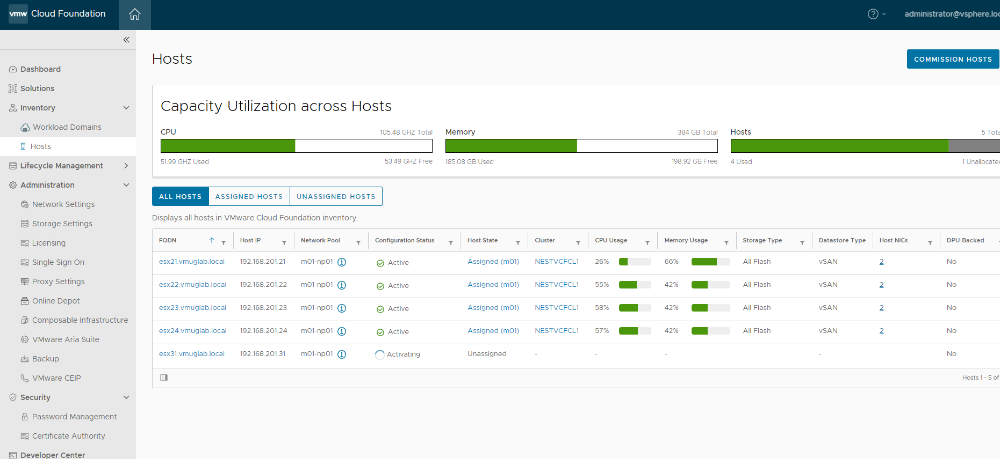 vmw Cloud Foundation
administrator@vsphere.loc
Dashboard
Solutions
Inventory
Workload Domains
Hosts
Lifecycle Management
Administration
Network Settings
Storage Settings
Licensing
Single Sign On
Proxy Settings
Online Depot
Composable Infrastructure
VMware Aria Suite
Backup
VMware CEIP
Security
Password Management
Certificate Authority
Developer Center
Hosts
COMMISSION HOSTS
Capacity Utilization across Hosts
CPU 105.48 GHZ Total
51.99 GHZ Used 53.49 GHZ Free
Memory 384 GB Total
185.08 GB Used 198.92 GB Free
Hosts 5 Tota
4 Used 1 Unallocated
ALL HOSTS ASSIGNED HOSTS UNASSIGNED HOSTS
Displays all hosts in VMware Cloud Foundation inventory.
FQDN Host IP Network Pool Configuration Status Host State Cluster CPU Usage Memory Usage Storage Type Datastore Type Host NICs DPU Backed
esx21.vmuglab.local 192.168.201.21 m01-np01 Active Assigned (m01) NESTVCFCL1 26% 66% All Flash vSAN 2 No
esx22.vmuglab.local 192.168.201.22 m01-np01 Active Assigned (m01) NESTVCFCL1 55% 42% All Flash vSAN 2 No
esx23.vmuglab.local 192.168.201.23 m01-np01 Active Assigned (m01) NESTVCFCL1 58% 42% All Flash vSAN 2 No
esx24.vmuglab.local 192.168.201.24 m01-np01 Active Assigned (m01) NESTVCFCL1 57% 42% All Flash vSAN 2 No
esx31.vmuglab.local 192.168.201.31 m01-np01 Activating Unassigned - - - - No
Hosts 1 - 5 of